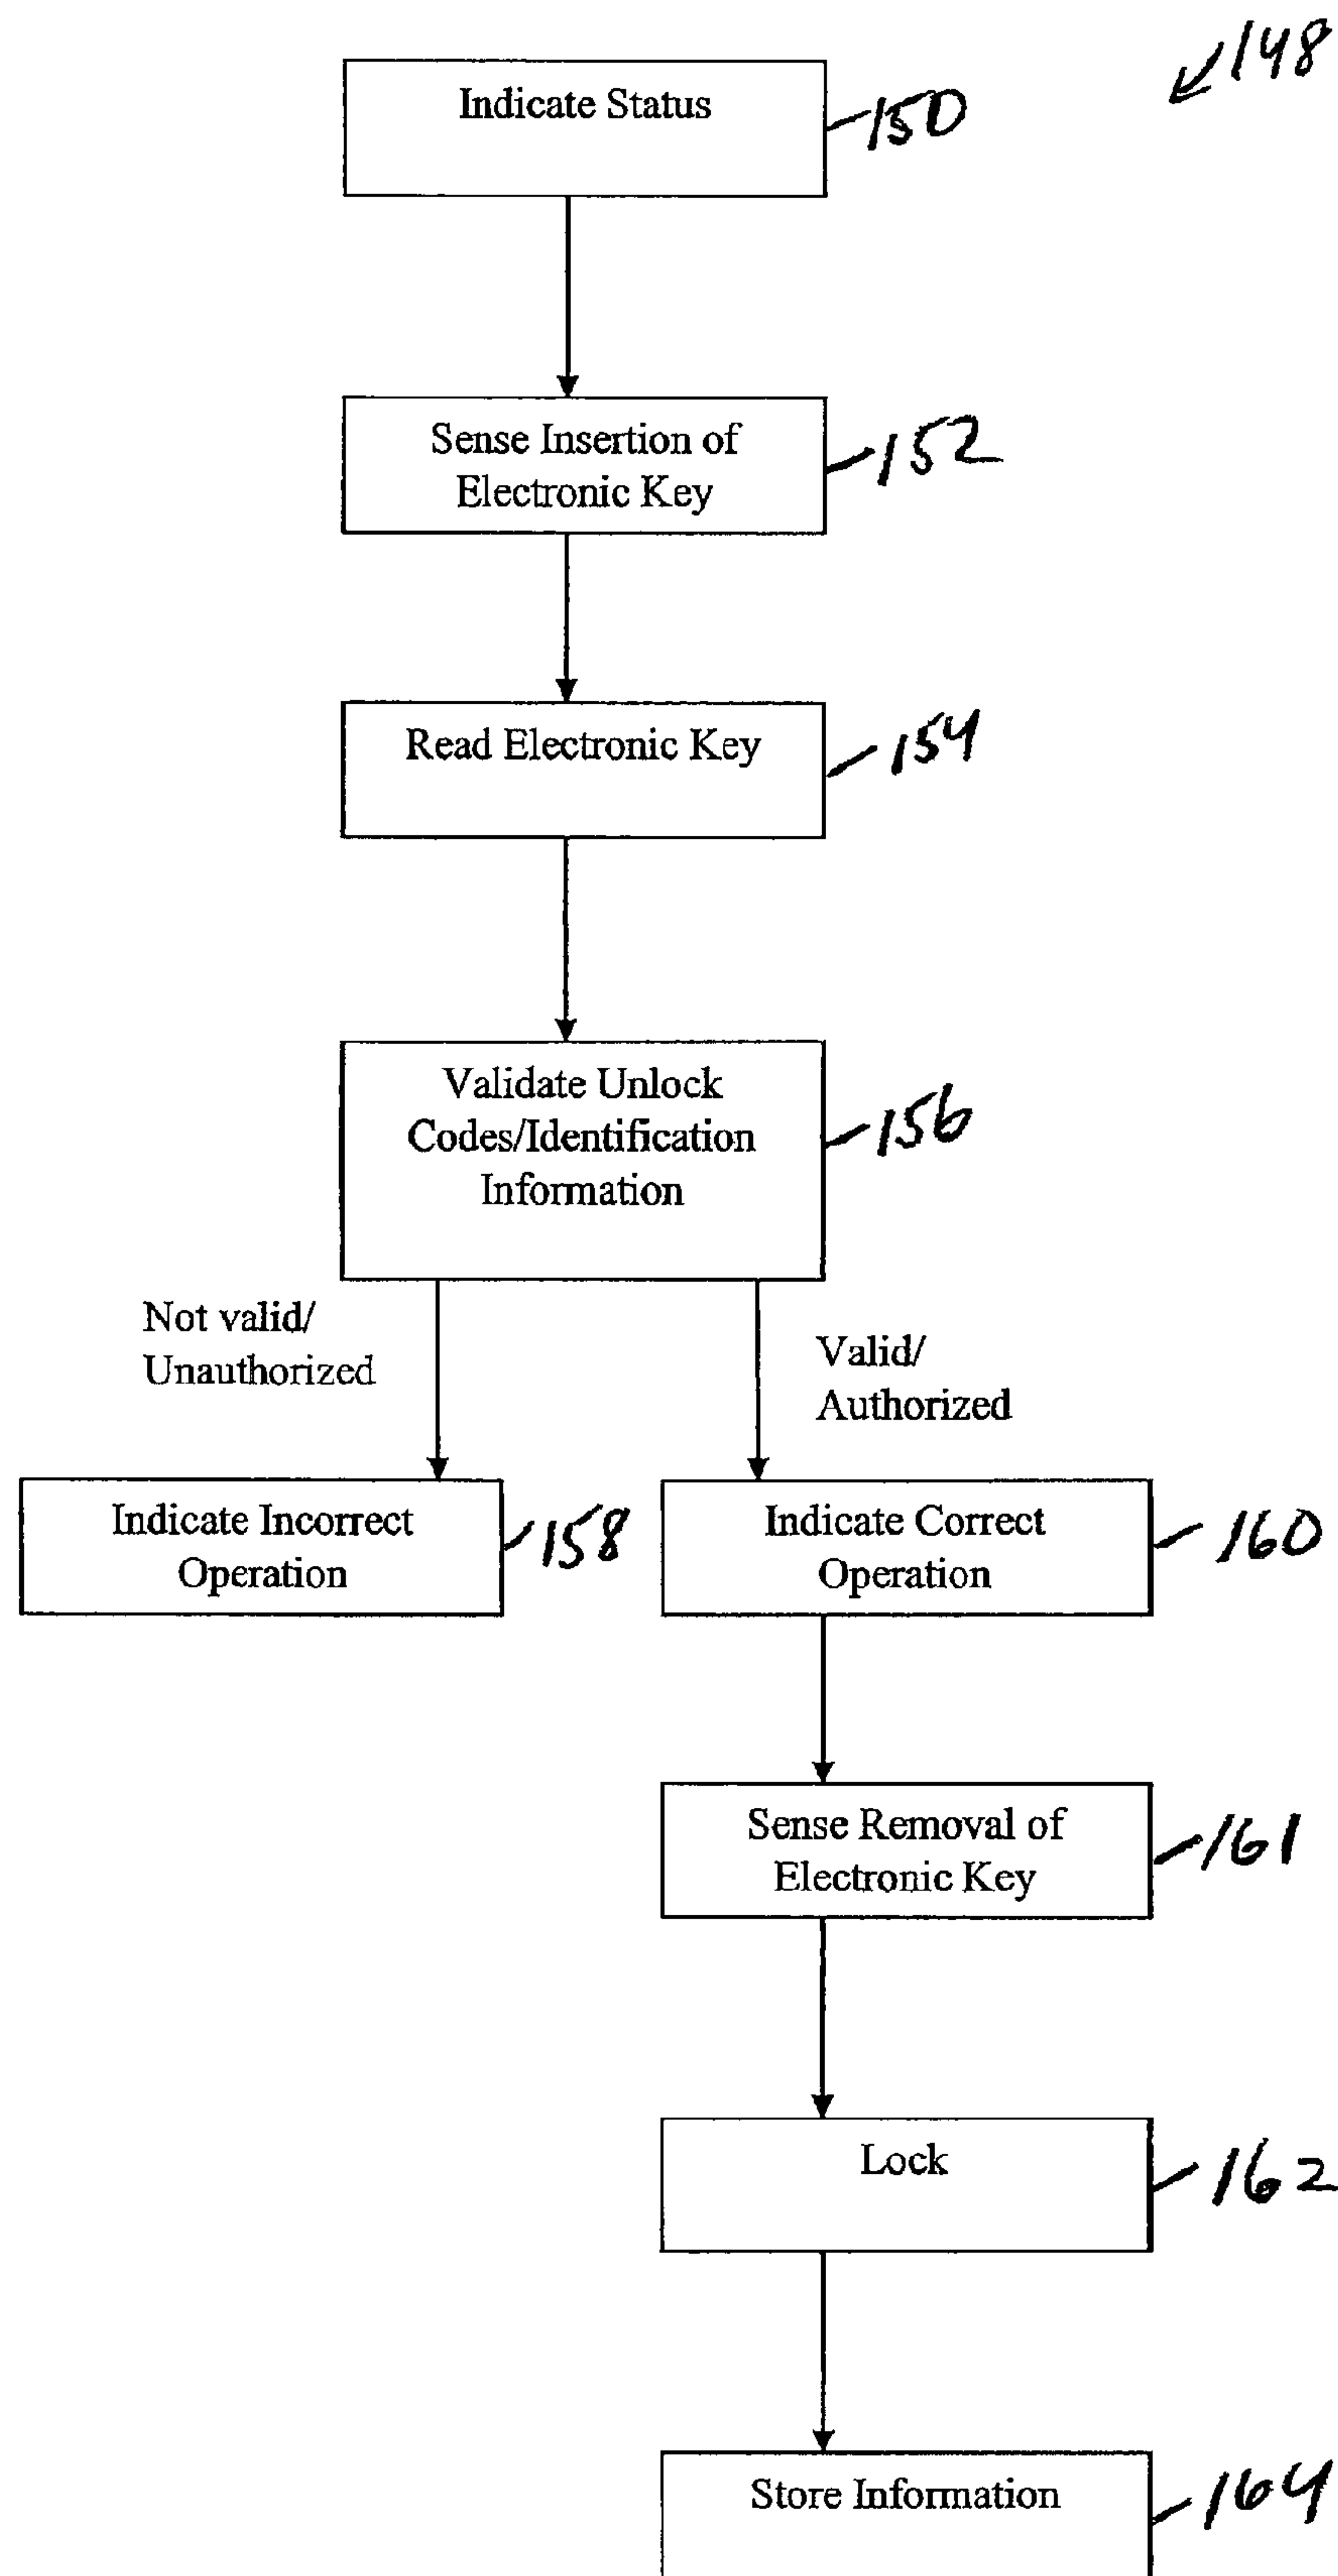 148
Indicate Status
150
Sense Insertion of
Electronic Key
152
Read Electronic Key
154
Validate Unlock
Codes/Identification
Information
156
Not valid/
Unauthorized
Valid/
Authorized
Indicate Incorrect
Operation
158
Indicate Correct
Operation
160
Sense Removal of
Electronic Key
161
Lock
162
Store Information
164